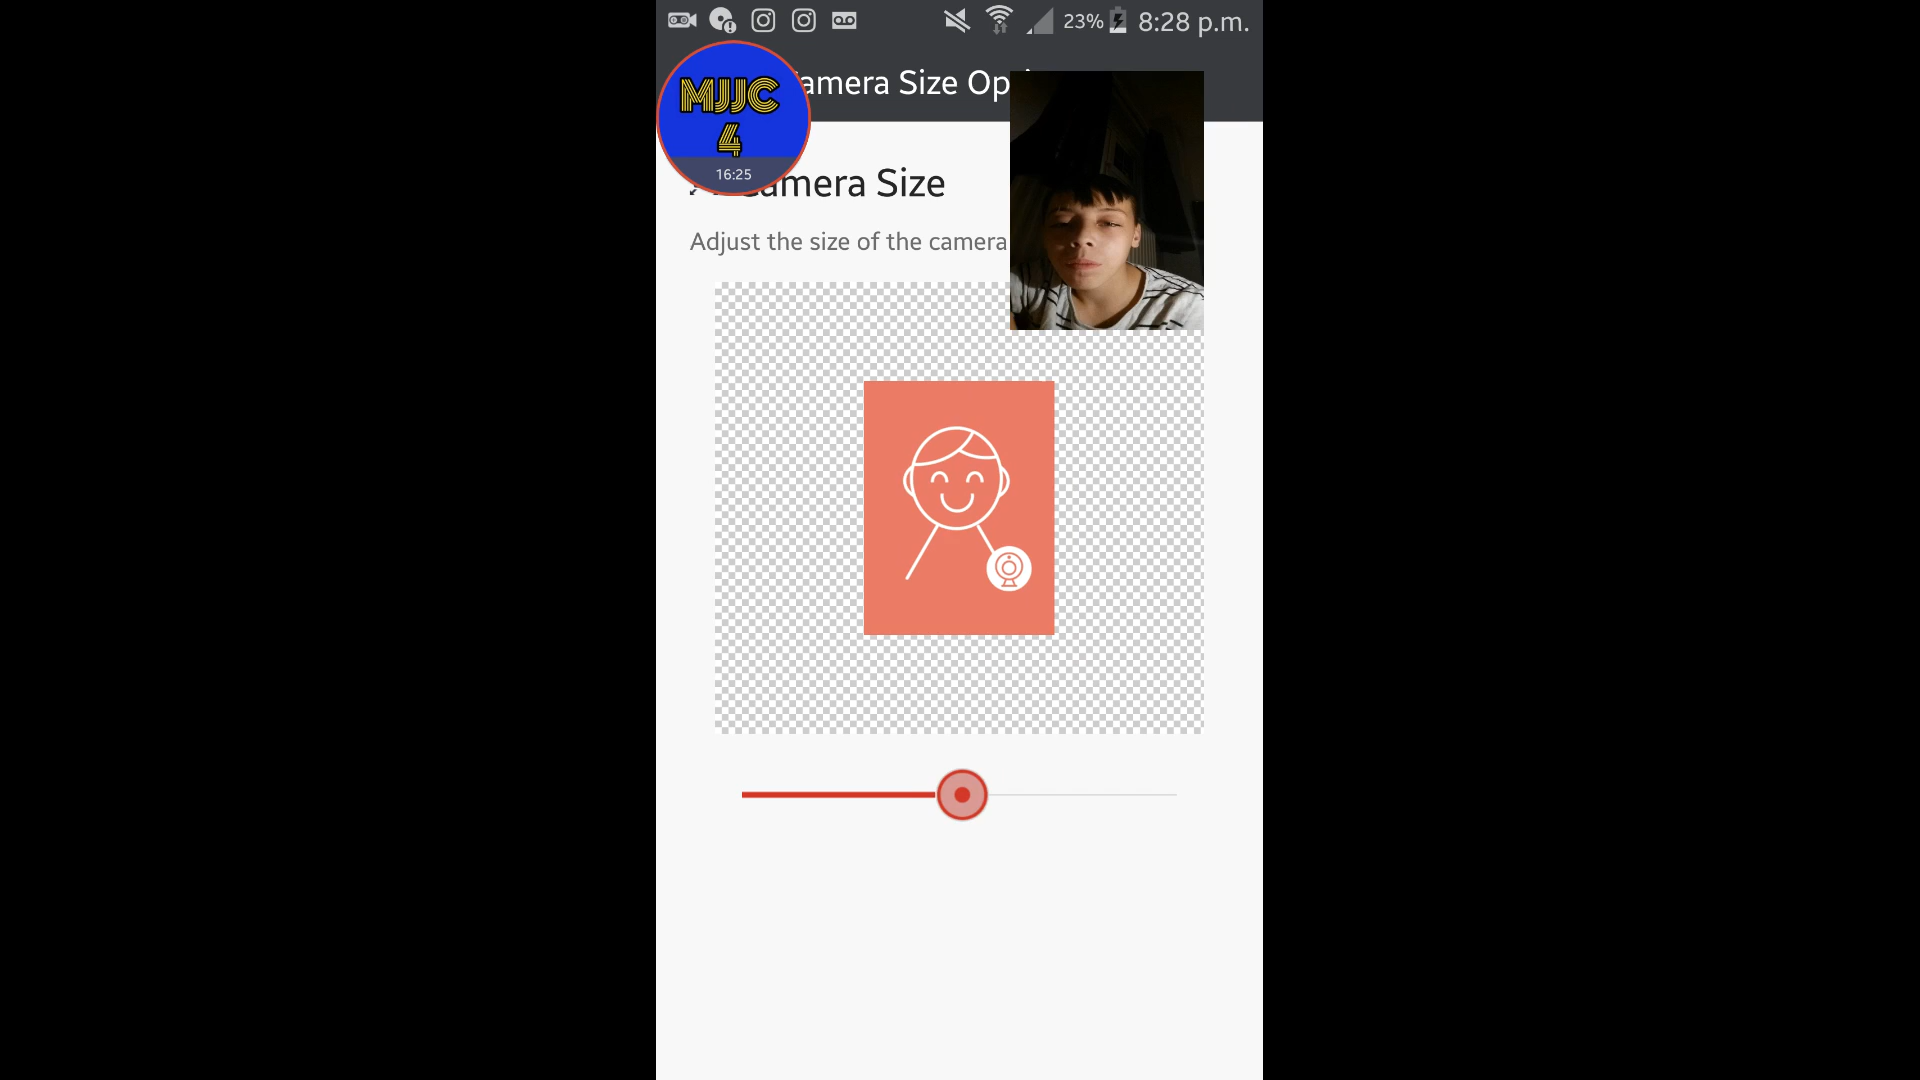 23% 8:28 p.m.
amera Size Op
MJJC
4
16:25
amera Size
Adjust the size of the camera